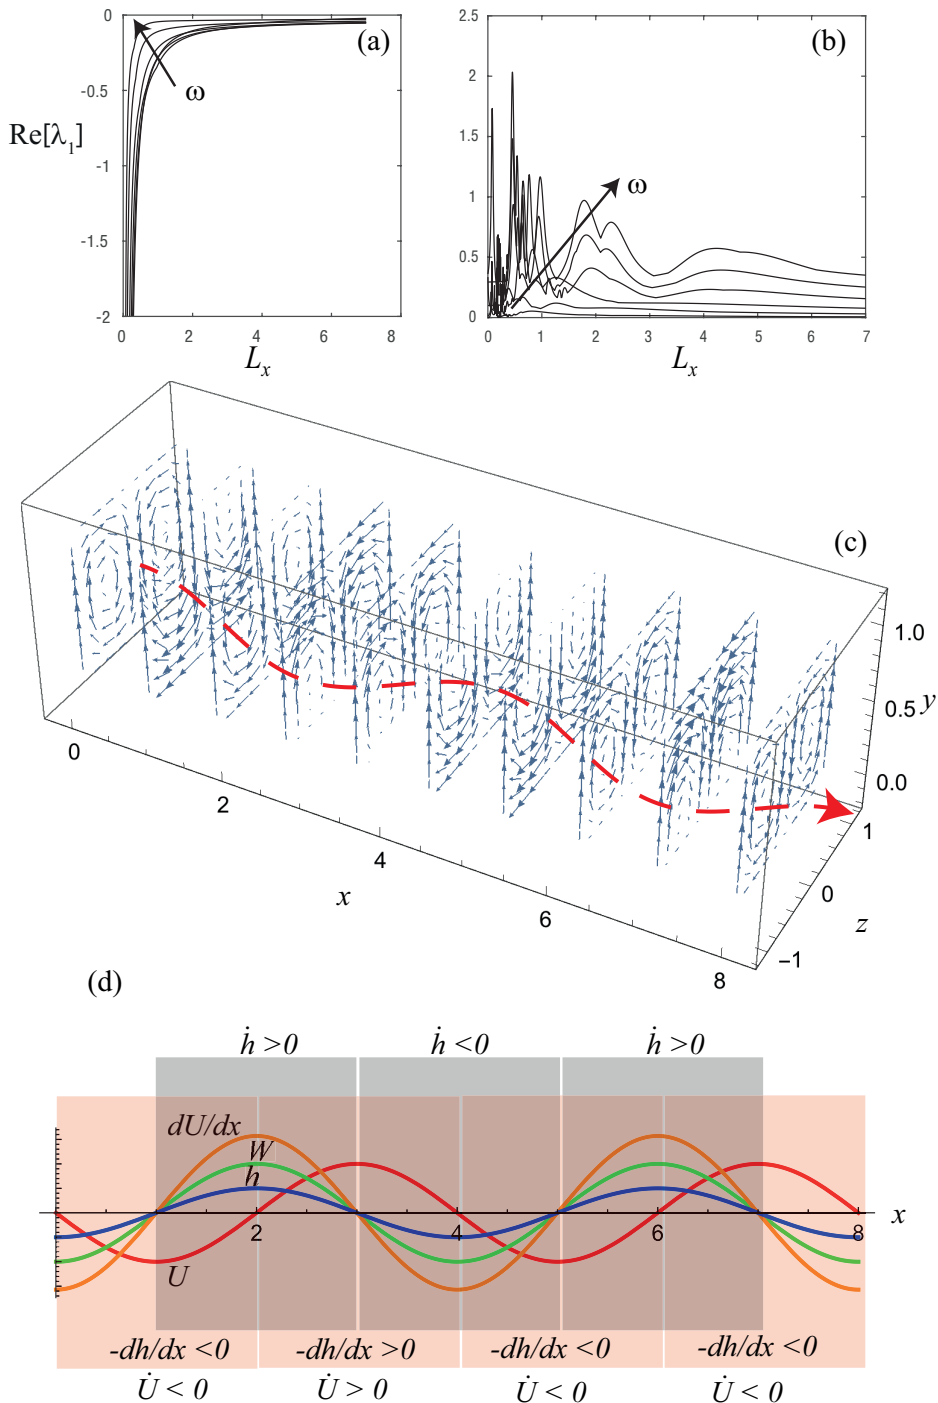 (a)
0
-0.5
-1
-1.5
-2
0 2 4 6 8
Re[λ1]
ω
Lx
(b)
2.5
2
1.5
1
0.5
0
0 1 2 3 4 5 6 7
ω
Lx
(c)
0 2 4 6 8
x
1.0
0.5
0.0
y
1
0
−1
z
(d)
ḣ >0 ḣ <0 ḣ >0
dU/dx
W
h
U
2 4 6 8
x
-dh/dx <0 -dh/dx >0 -dh/dx <0 -dh/dx <0
U̇ < 0 U̇ > 0 U̇ < 0 U̇ < 0